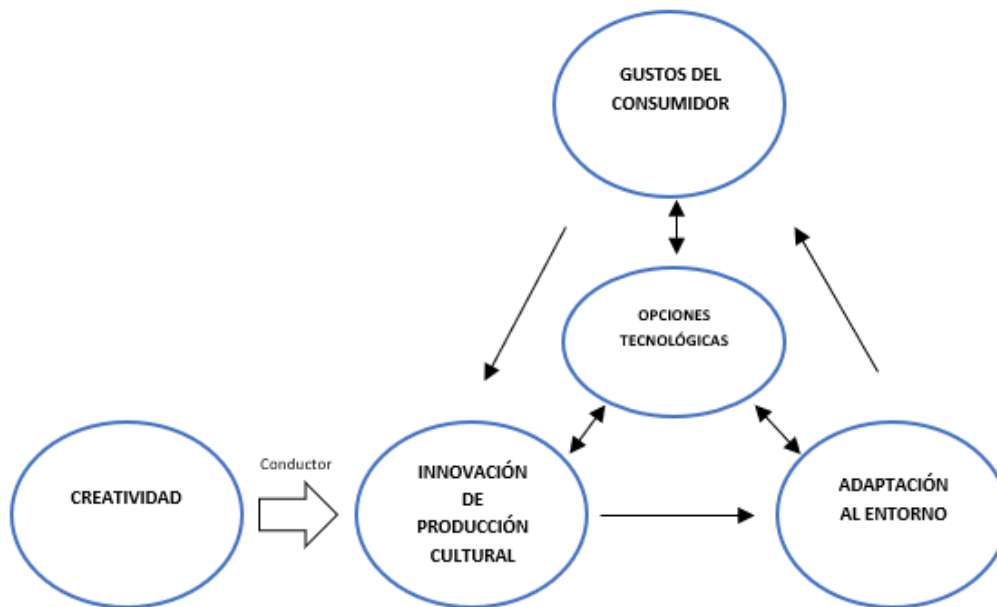 GUSTOS DEL
CONSUMIDOR
OPCIONES
TECNOLÓGICAS
CREATIVIDAD
Conductor
INNOVACIÓN
DE
PRODUCCIÓN
CULTURAL
ADAPTACIÓN
AL ENTORNO